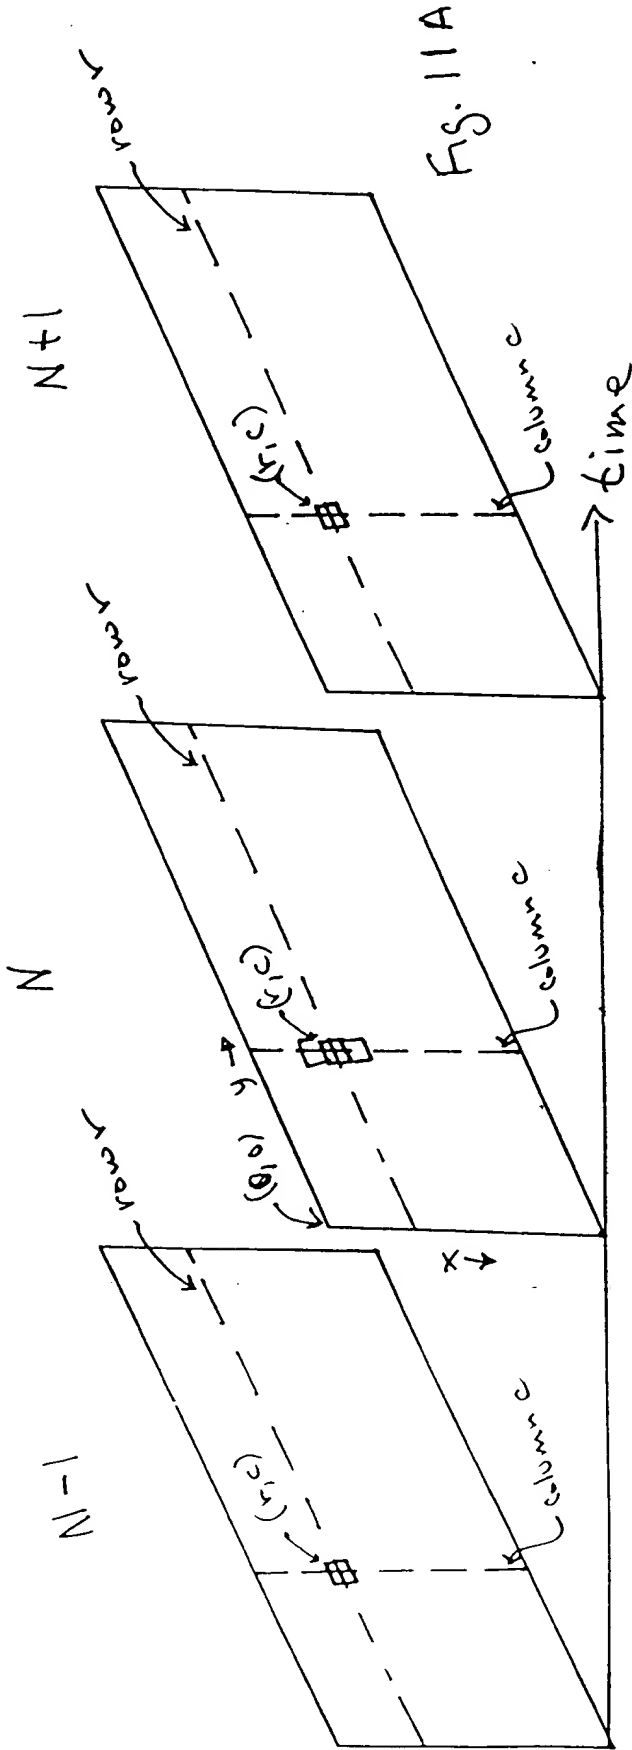 N-1
N
N+1
row r
row r
row r
(0,0)
y
(r,c)
(r,c)
(r,c)
x
column c
column c
column c
time
Fig. 11A